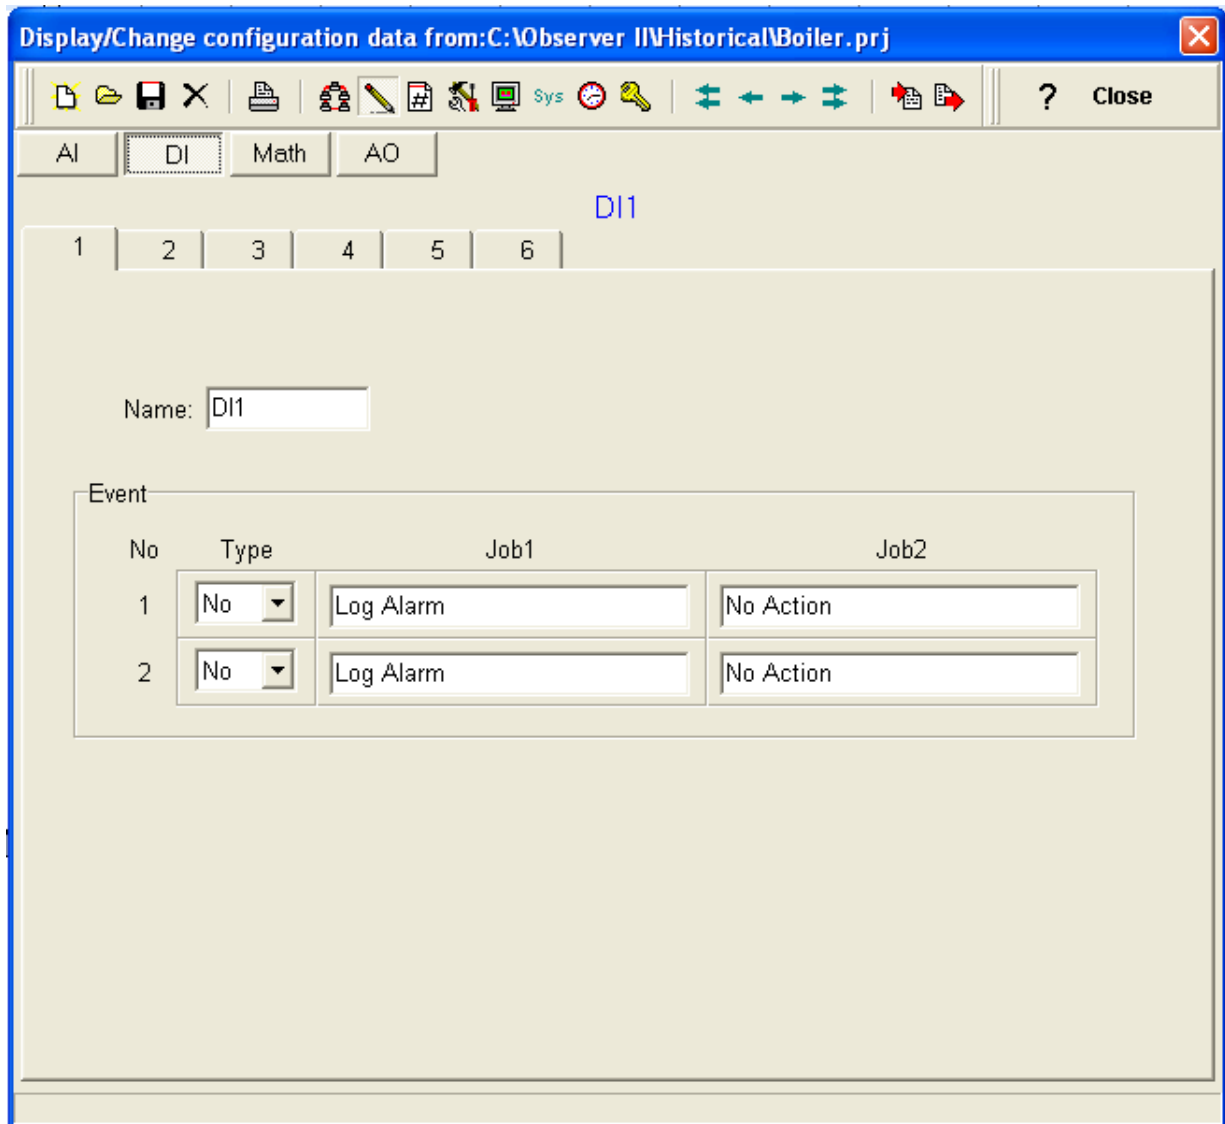 Display/Change configuration data from:C:\Observer II\Historical\Boiler.prj
# Sys ? Close
AI DI Math AO
DI1
1 2 3 4 5 6
Name: DI1
Event
No Type Job1 Job2
1 No Log Alarm No Action
2 No Log Alarm No Action